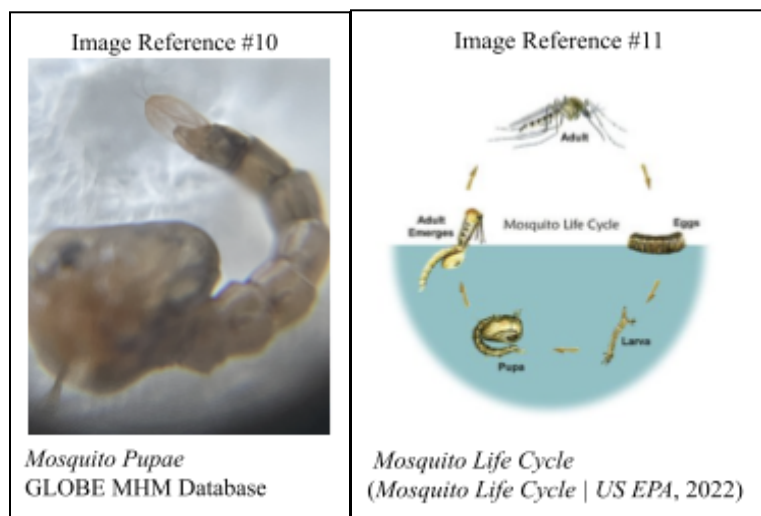 Image Reference #10
Mosquito Pupae
GLOBE MHM Database
Image Reference #11
Adult
Adult
Emerges
Mosquito Life Cycle
Eggs
Larva
Pupa
Mosquito Life Cycle
(Mosquito Life Cycle | US EPA, 2022)